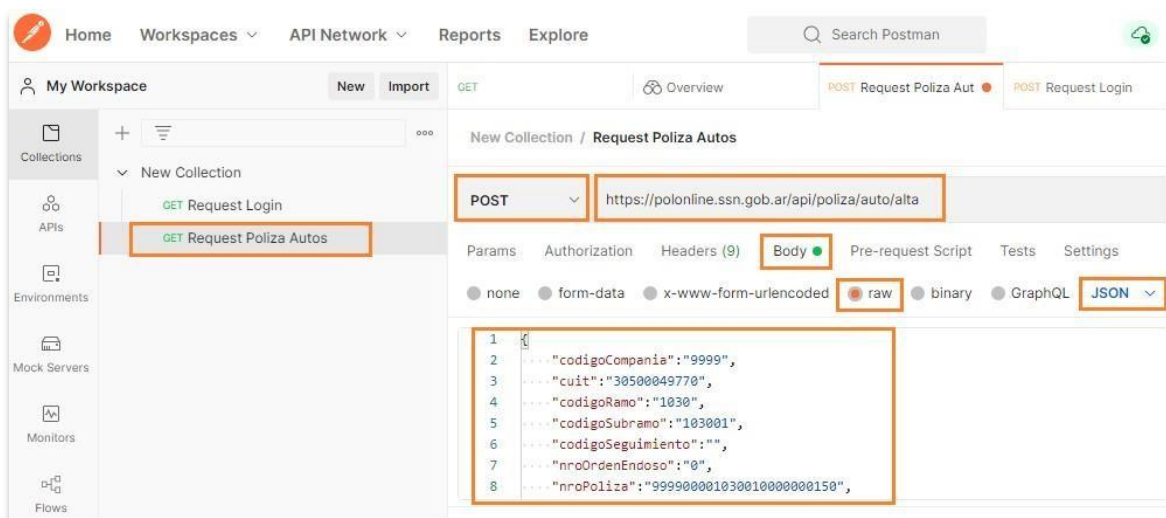 Home Workspaces API Network Reports Explore Search Postman
My Workspace New Import GET Overview POST Request Poliza Aut POST Request Login
Collections
New Collection / Request Poliza Autos
New Collection
APIs
GET Request Login
GET Request Poliza Autos
POST https://polonline.ssn.gob.ar/api/poliza/auto/alta
Params Authorization Headers (9) Body Pre-request Script Tests Settings
Environments
none form-data x-www-form-urlencoded raw binary GraphQL JSON
Mock Servers
Monitors
Flows
1 {
2 "codigoCompania":"9999",
3 "cuit":"30500049770",
4 "codigoRamo":"1030",
5 "codigoSubramo":"103001",
6 "codigoSeguimiento":"",
7 "nroOrdenEndoso":"0",
8 "nroPoliza":"999900001030010000000150",